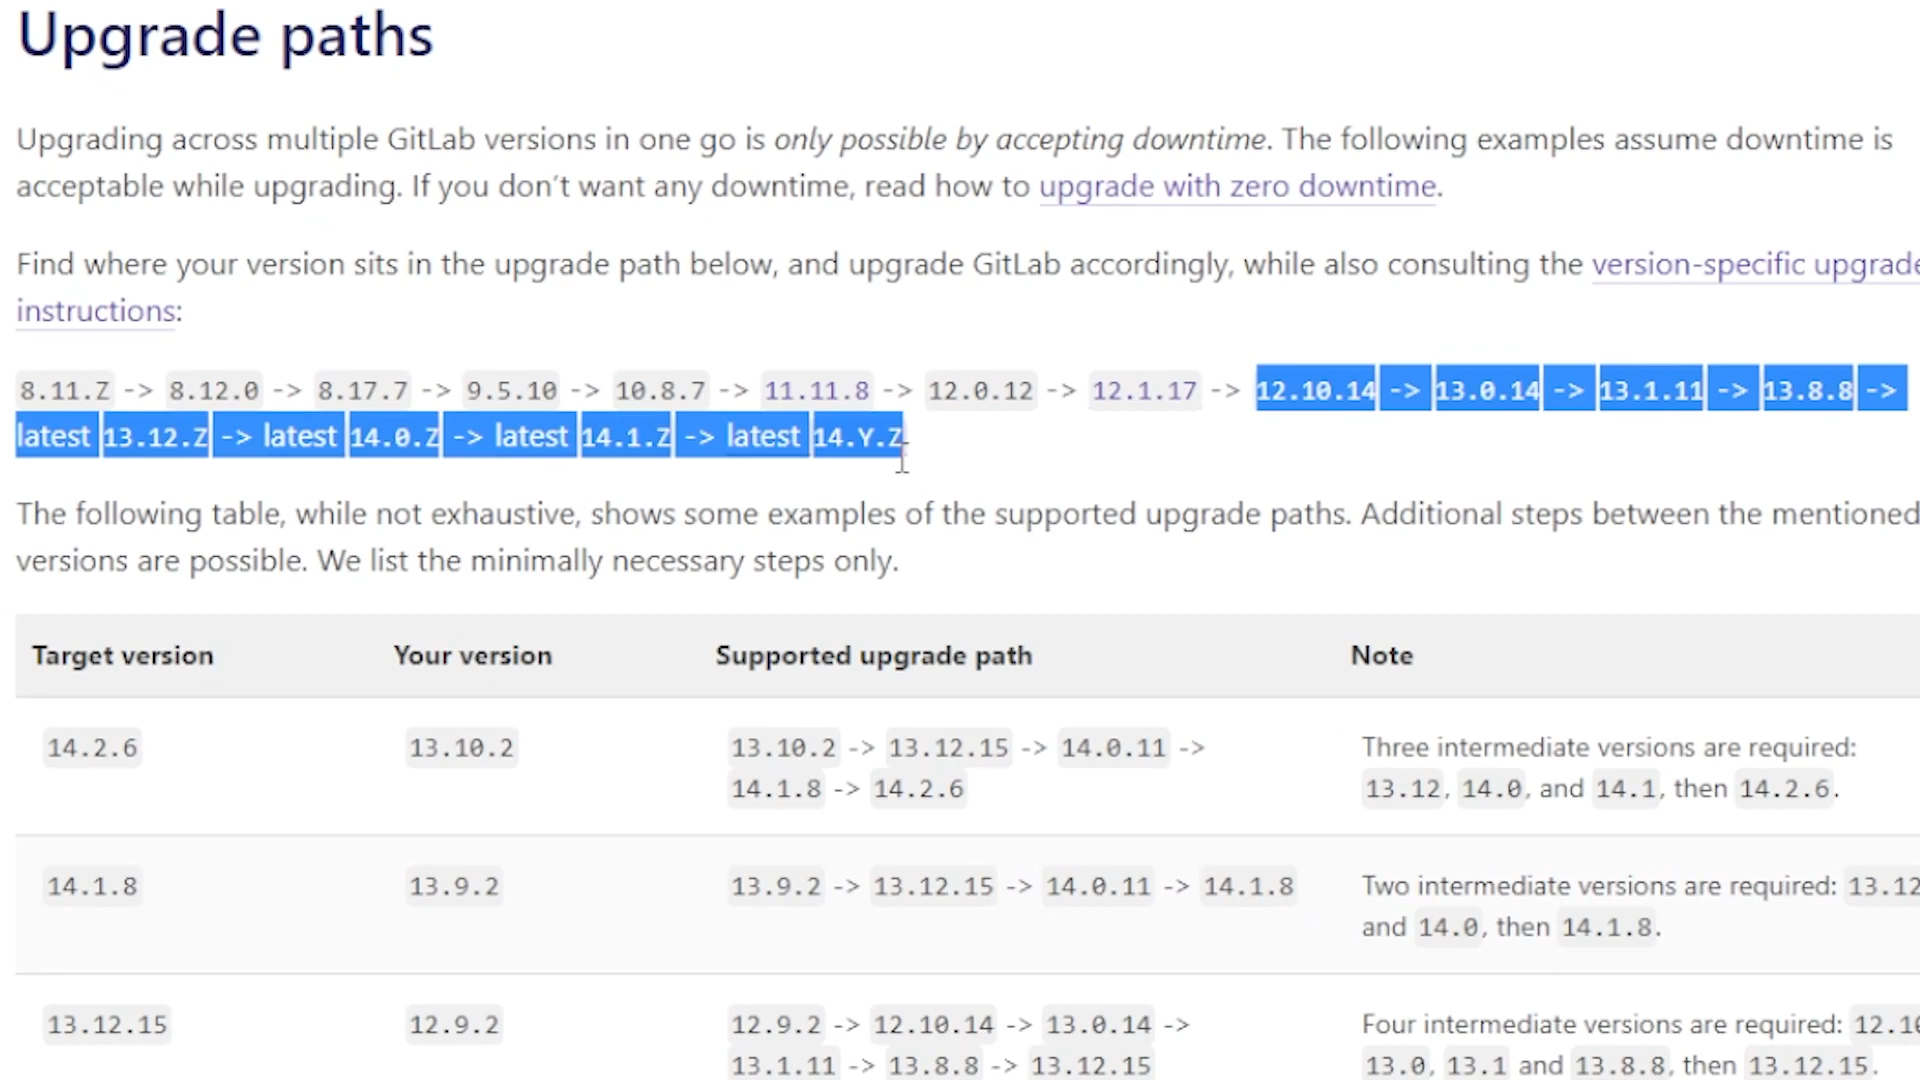 Upgrade paths
Upgrading across multiple GitLab versions in one go is only possible by accepting downtime. The following examples assume downtime is
acceptable while upgrading. If you don’t want any downtime, read how to upgrade with zero downtime.
Find where your version sits in the upgrade path below, and upgrade GitLab accordingly, while also consulting the version-specific upgrade
instructions:
8.11.Z -> 8.12.0 -> 8.17.7 -> 9.5.10 -> 10.8.7 -> 11.11.8 -> 12.0.12 -> 12.1.17 -> 12.10.14 -> 13.0.14 -> 13.1.11 -> 13.8.8 ->
latest 13.12.Z -> latest 14.0.Z -> latest 14.1.Z -> latest 14.Y.Z
The following table, while not exhaustive, shows some examples of the supported upgrade paths. Additional steps between the mentioned
versions are possible. We list the minimally necessary steps only.
Target version Your version Supported upgrade path Note
14.2.6 13.10.2 13.10.2 -> 13.12.15 -> 14.0.11 -> Three intermediate versions are required:
14.1.8 -> 14.2.6 13.12, 14.0, and 14.1, then 14.2.6.
14.1.8 13.9.2 13.9.2 -> 13.12.15 -> 14.0.11 -> 14.1.8 Two intermediate versions are required: 13.12
and 14.0, then 14.1.8.
13.12.15 12.9.2 12.9.2 -> 12.10.14 -> 13.0.14 -> Four intermediate versions are required: 12.10
13.1.11 -> 13.8.8 -> 13.12.15 13.0, 13.1 and 13.8.8, then 13.12.15.